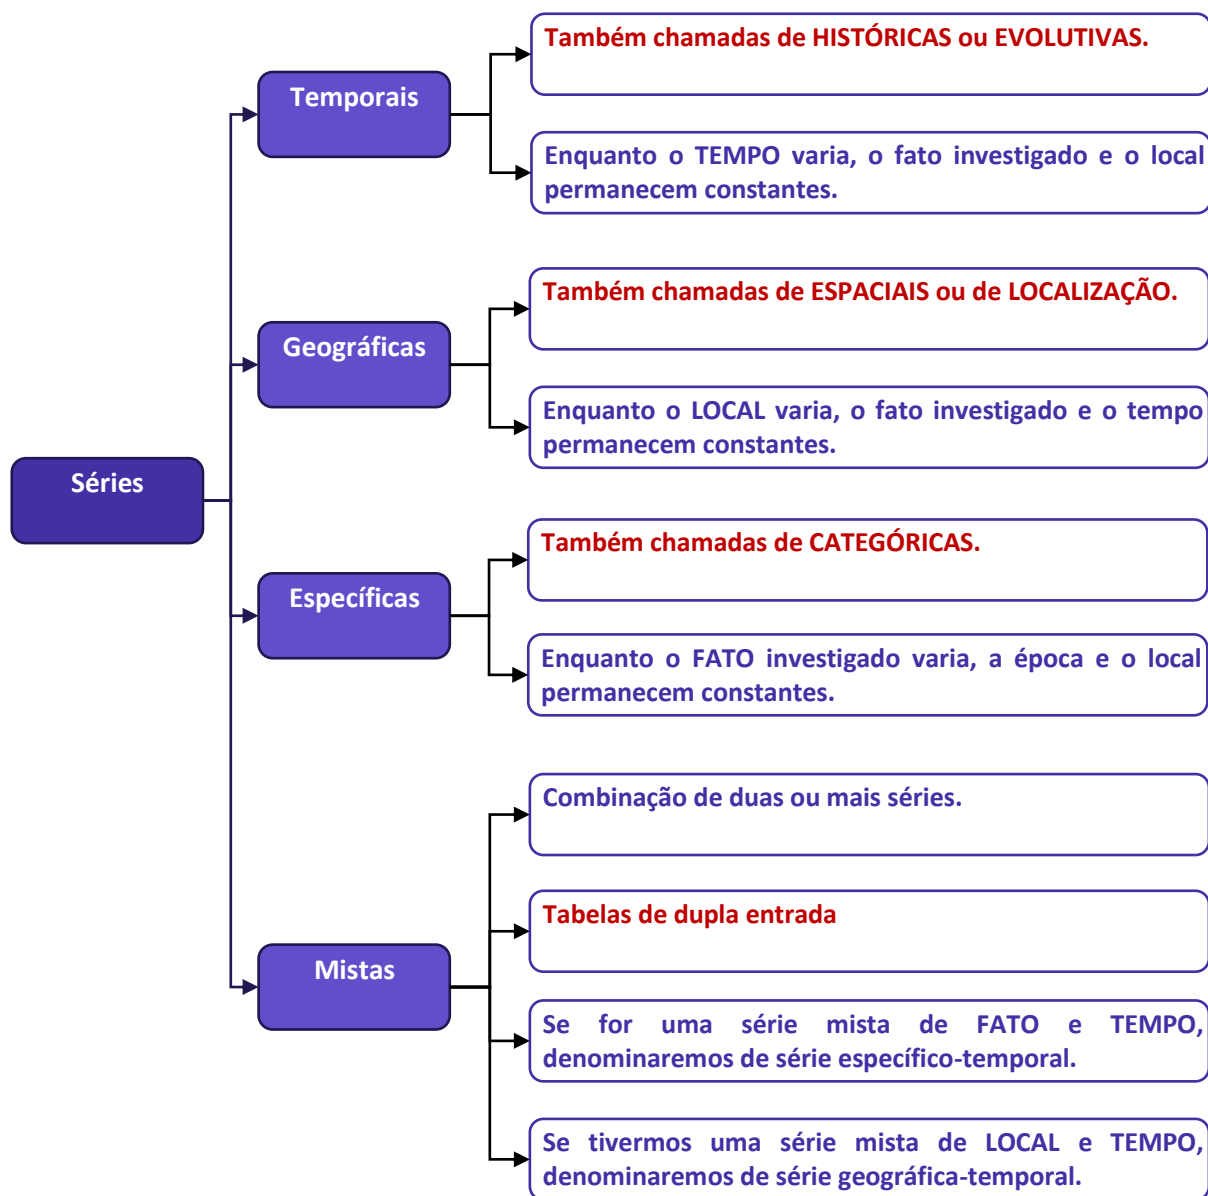 Séries
Temporais
Também chamadas de HISTÓRICAS ou EVOLUTIVAS.
Enquanto o TEMPO varia, o fato investigado e o local
permanecem constantes.
Geográficas
Também chamadas de ESPACIAIS ou de LOCALIZAÇÃO.
Enquanto o LOCAL varia, o fato investigado e o tempo
permanecem constantes.
Específicas
Também chamadas de CATEGÓRICAS.
Enquanto o FATO investigado varia, a época e o local
permanecem constantes.
Mistas
Combinação de duas ou mais séries.
Tabelas de dupla entrada
Se for uma série mista de FATO e TEMPO,
denominaremos de série específico-temporal.
Se tivermos uma série mista de LOCAL e TEMPO,
denominaremos de série geográfica-temporal.